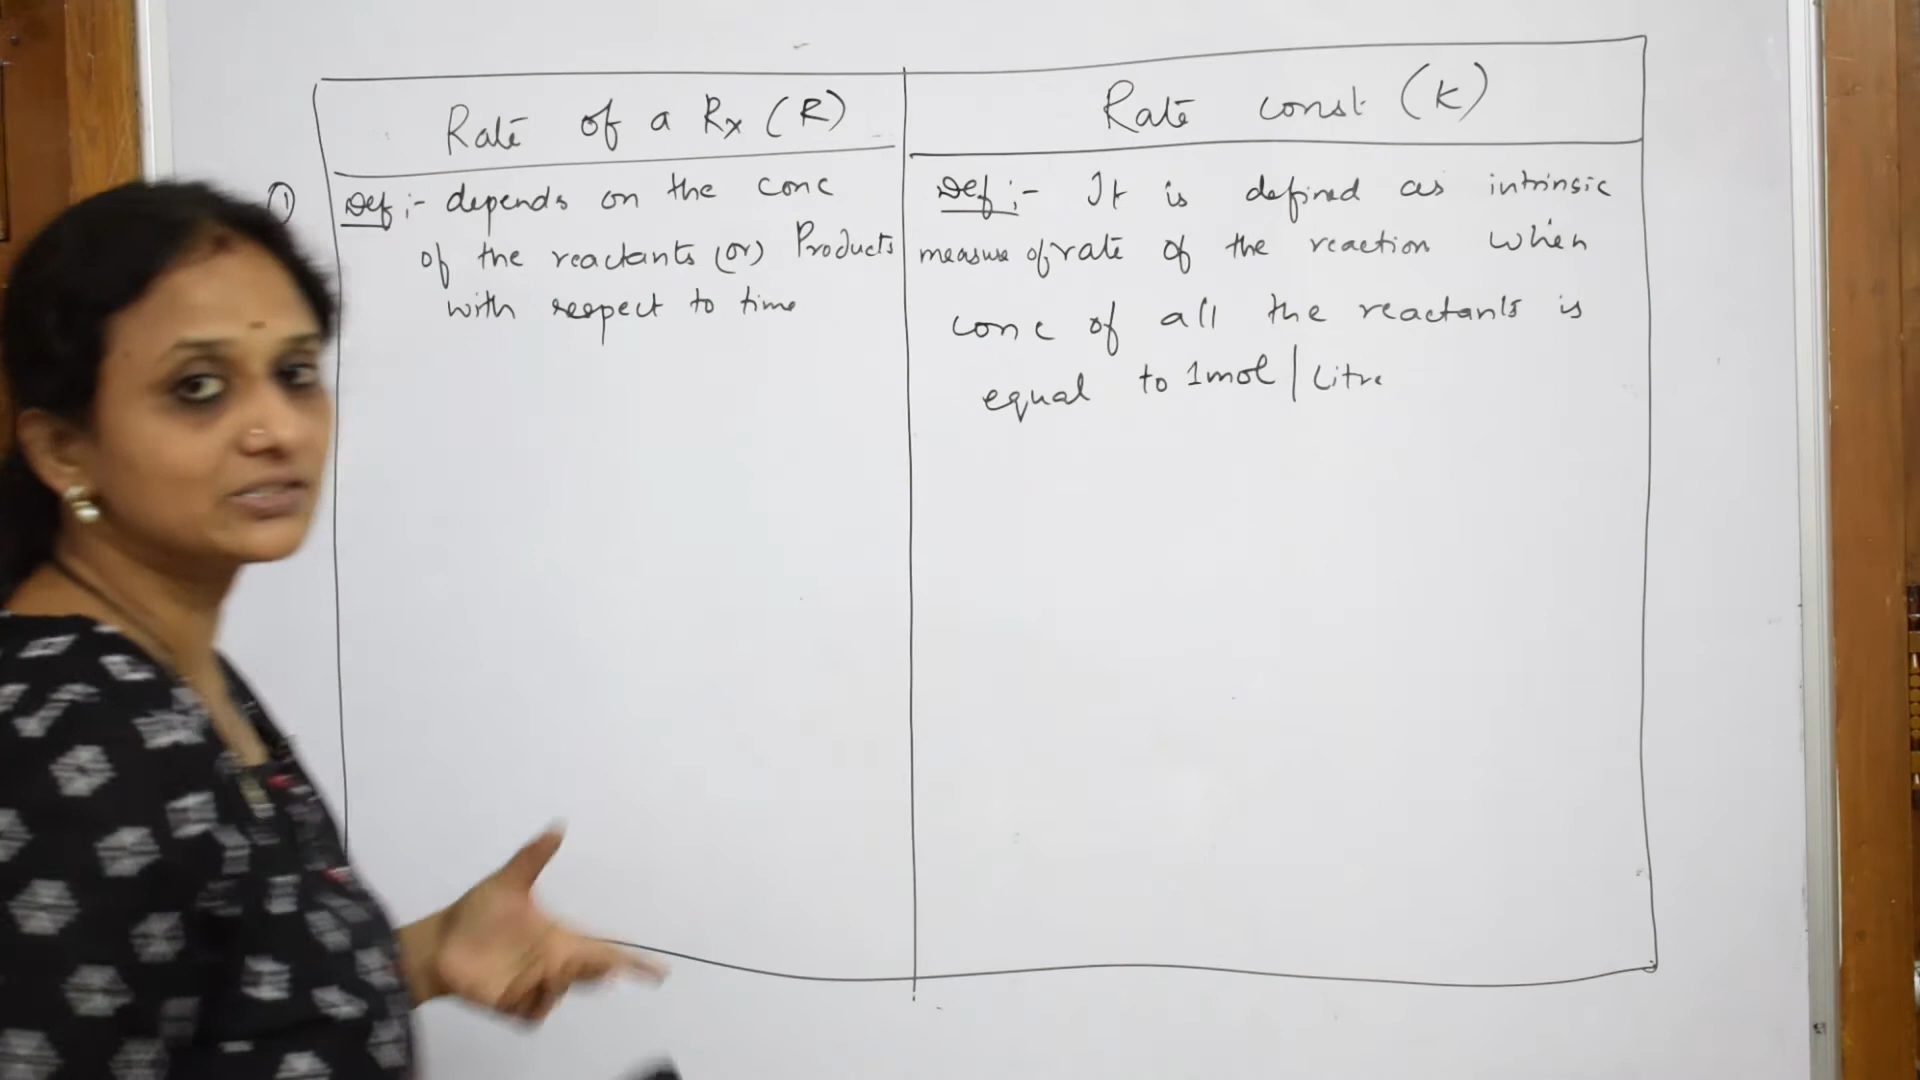 Rate of a Rx (R)
Rate const (K)
① Def :- depends on the conc
of the reactants (or) Products
with respect to time
Def :- It is defined as intrinsic
measure of rate of the reaction when
conc of all the reactants is
equal to 1mol / Litre